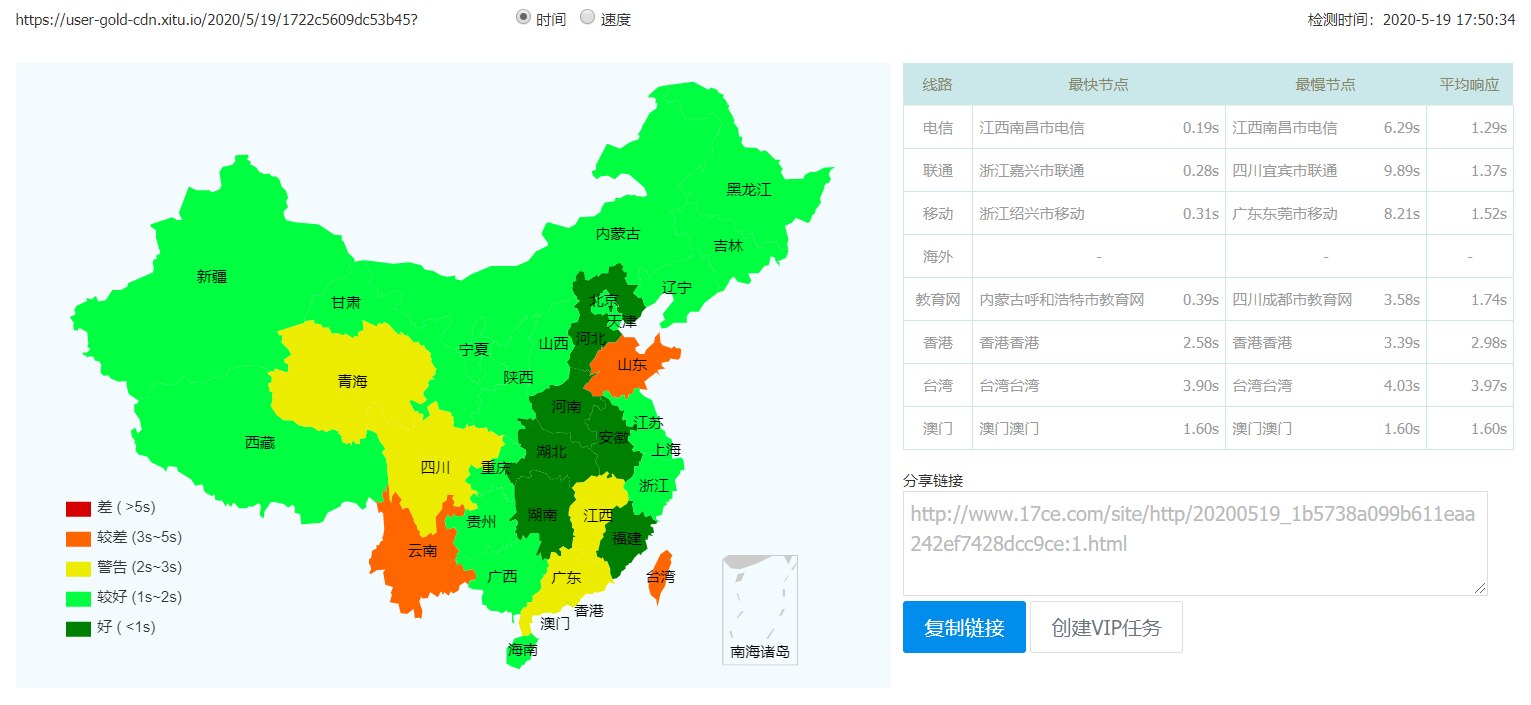 https://user-gold-cdn.xitu.io/2020/5/19/1722c5609dc53b45? 时间 速度 检测时间：2020-5-19 17:50:34
黑龙江
内蒙古
吉林
新疆
辽宁
甘肃
北京
天津
河北
山西
宁夏
山东
陕西
青海
河南
江苏
安徽
西藏
湖北
上海
四川
重庆
浙江
湖南
江西
贵州
福建
云南
广西
广东
台湾
香港
澳门
海南
南海诸岛
差 ( >5s)
较差 (3s~5s)
警告 (2s~3s)
较好 (1s~2s)
好 ( <1s)
线路 最快节点 最慢节点 平均响应
电信 江西南昌市电信 0.19s 江西南昌市电信 6.29s 1.29s
联通 浙江嘉兴市联通 0.28s 四川宜宾市联通 9.89s 1.37s
移动 浙江绍兴市移动 0.31s 广东东莞市移动 8.21s 1.52s
海外 - - -
教育网 内蒙古呼和浩特市教育网 0.39s 四川成都市教育网 3.58s 1.74s
香港 香港香港 2.58s 香港香港 3.39s 2.98s
台湾 台湾台湾 3.90s 台湾台湾 4.03s 3.97s
澳门 澳门澳门 1.60s 澳门澳门 1.60s 1.60s
分享链接
http://www.17ce.com/site/http/20200519_1b5738a099b611eaa
242ef7428dcc9ce:1.html
复制链接 创建VIP任务